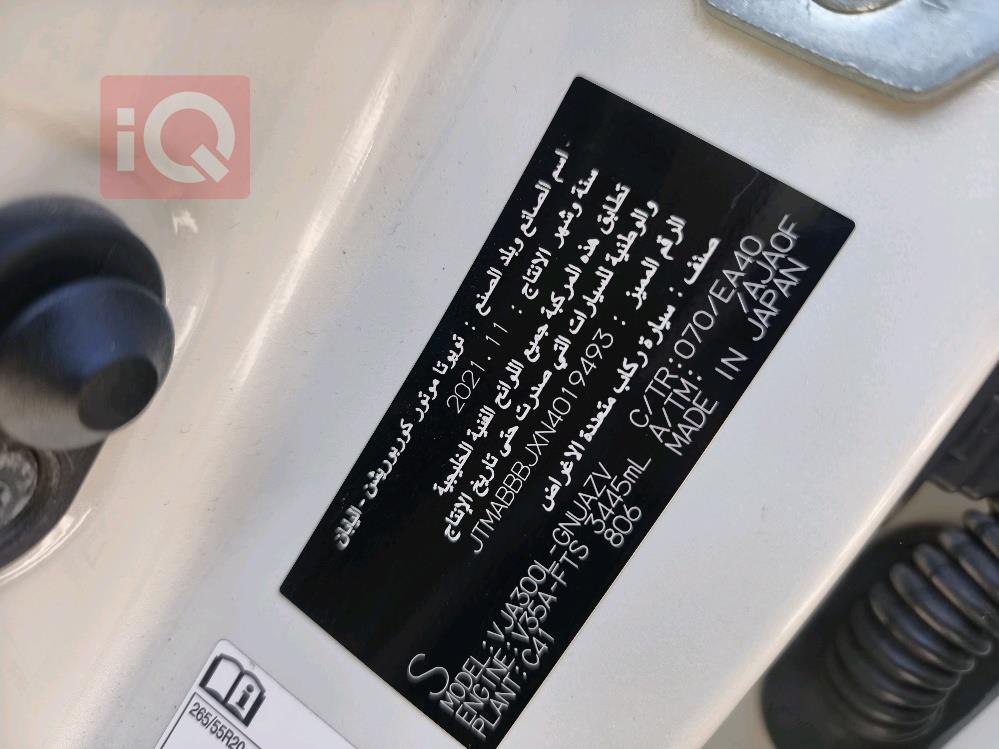 iQ
اسم الصانع وبلد الصنع : تويوتا موتور كوربوريشن - اليابان
سنة وشهر الانتاج : 2021.11
تطابق هذه المركبة جميع اللوائح الفنية الخليجية
والوطنية للسيارات التي صدرت حتى تاريخ الإنتاج
الرقم المميز : JTMABBBJXN4019493
صنف : سيارة ركاب متعددة الاغراض
S
MODEL:VJA300L-GNUAZV
ENGINE:V35A-FTS 3445mL C/TR:070/EA40
PLANT:C41 806 A/TM: /AJA0F
MADE IN JAPAN
265/55R20